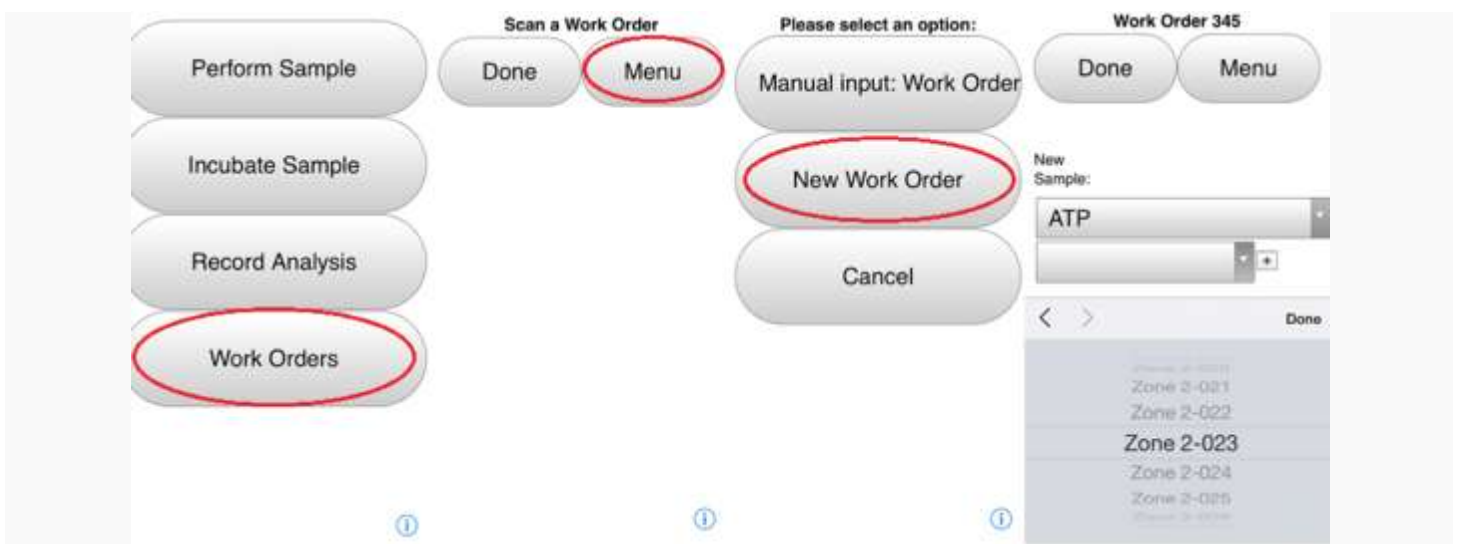 Perform Sample
Incubate Sample
Record Analysis
Work Orders
Scan a Work Order
Done
Menu
Please select an option:
Manual input: Work Order
New Work Order
Cancel
Work Order 345
Done
Menu
New
Sample:
ATP
Done
Zone 2-021
Zone 2-022
Zone 2-023
Zone 2-024
Zone 2-025